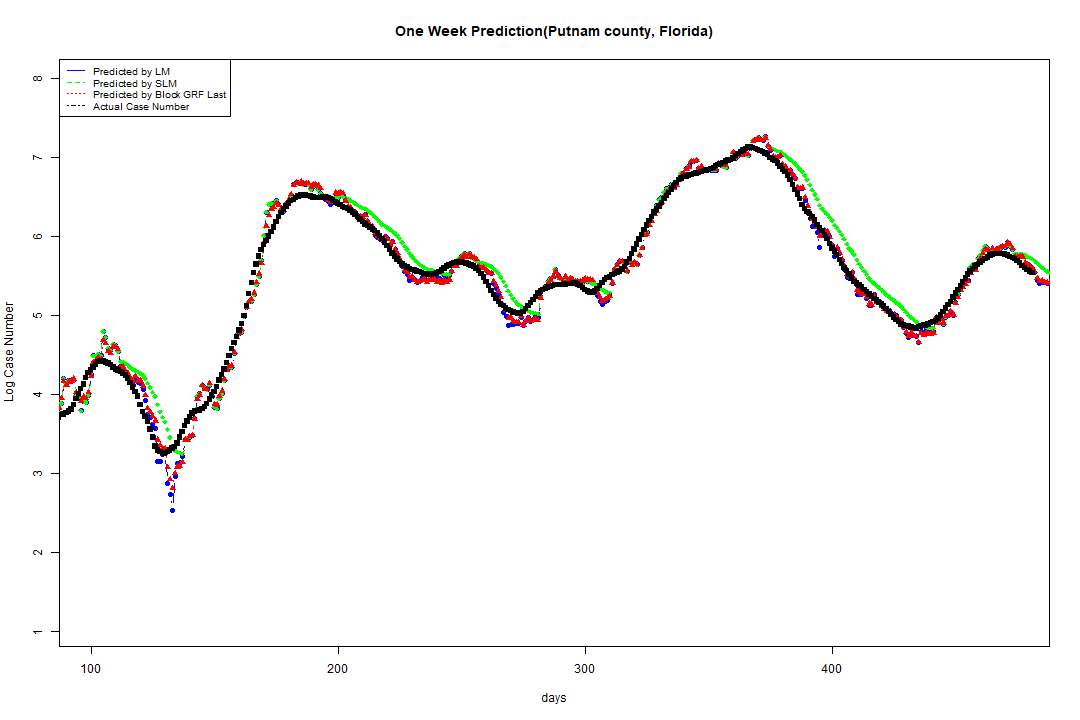 One Week Prediction(Putnam county, Florida)
Predicted by LM
Predicted by SLM
Predicted by Block GRF Last
Actual Case Number
8
7
6
5
4
3
2
1
Log Case Number
100 200 300 400
days